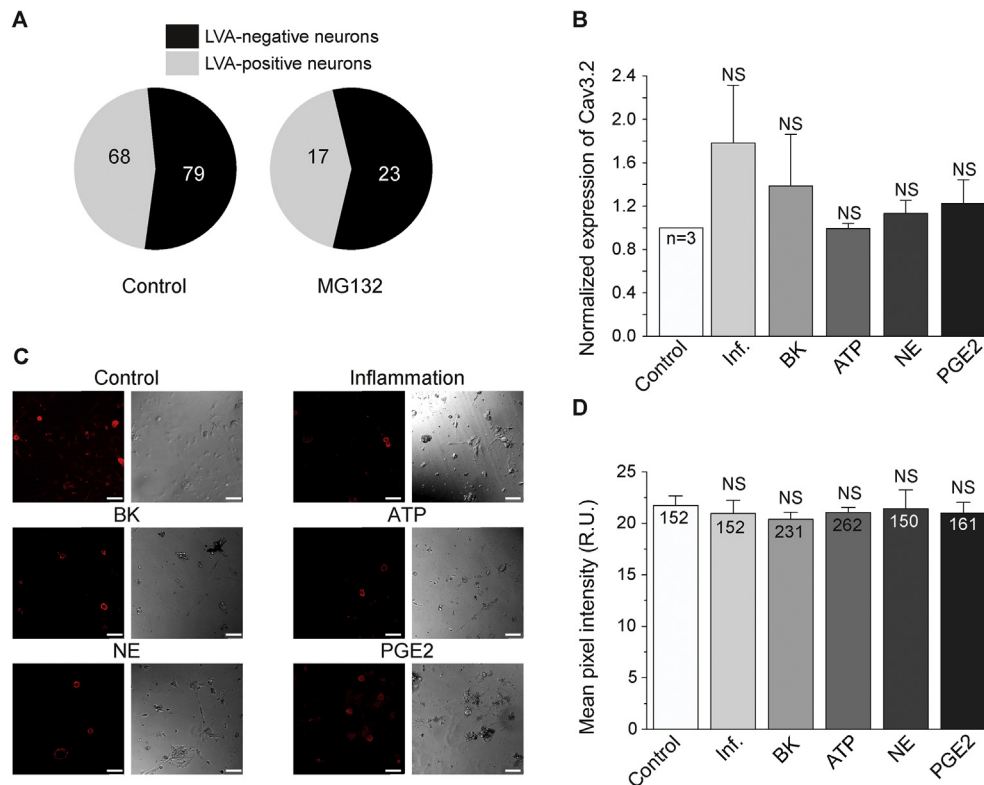 A
LVA-negative neurons
LVA-positive neurons
68
79
17
23
Control
MG132
B
Normalized expression of Cav3.2
2.4
2.0
1.6
1.2
0.8
0.4
0.0
n=3
NS
NS
NS
NS
NS
Control
Inf.
BK
ATP
NE
PGE2
C
Control
Inflammation
BK
ATP
NE
PGE2
D
Mean pixel intensity (R.U.)
25
20
15
10
5
0
NS
NS
NS
NS
NS
152
152
231
262
150
161
Control
Inf.
BK
ATP
NE
PGE2